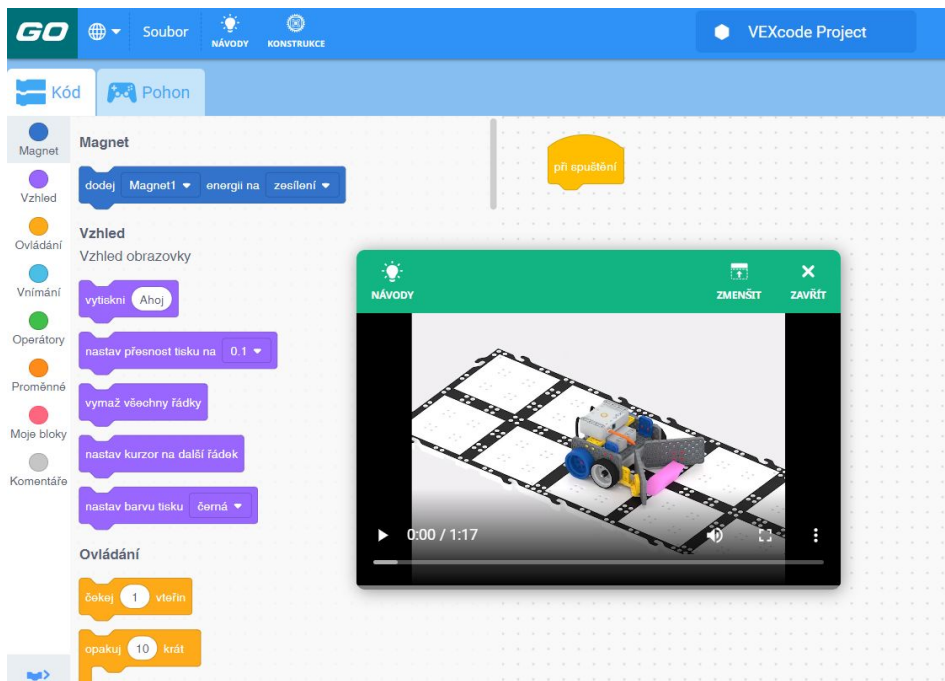 GO
Soubor
NÁVODY
KONSTRUKCE
VEXcode Project
Kód
Pohon
Magnet
Vzhled
Ovládání
Vnímání
Operátory
Proměnné
Moje bloky
Komentáře
Magnet
dodej Magnet1 energii na zesílení
Vzhled
Vzhled obrazovky
vytiskni Ahoj
nastav přesnost tisku na 0.1
vymaž všechny řádky
nastav kurzor na další řádek
nastav barvu tisku černá
Ovládání
čekej 1 vteřin
opakuj 10 krát
při spuštění
NÁVODY
ZMENŠIT
ZAVŘÍT
0:00 / 1:17